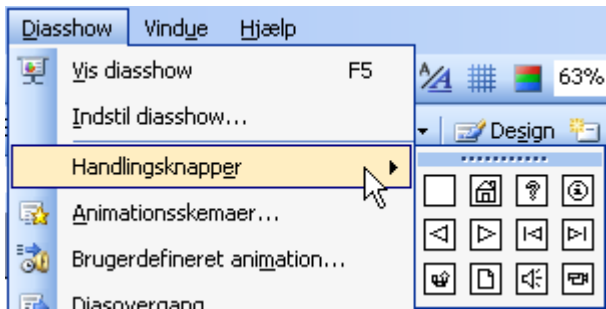 Diasshow Vindue Hjælp
Vis diasshow F5
63%
Indstil diasshow...
Design
Handlingsknapper
Animationsskemaer...
Brugerdefineret animation...
Diasovergang